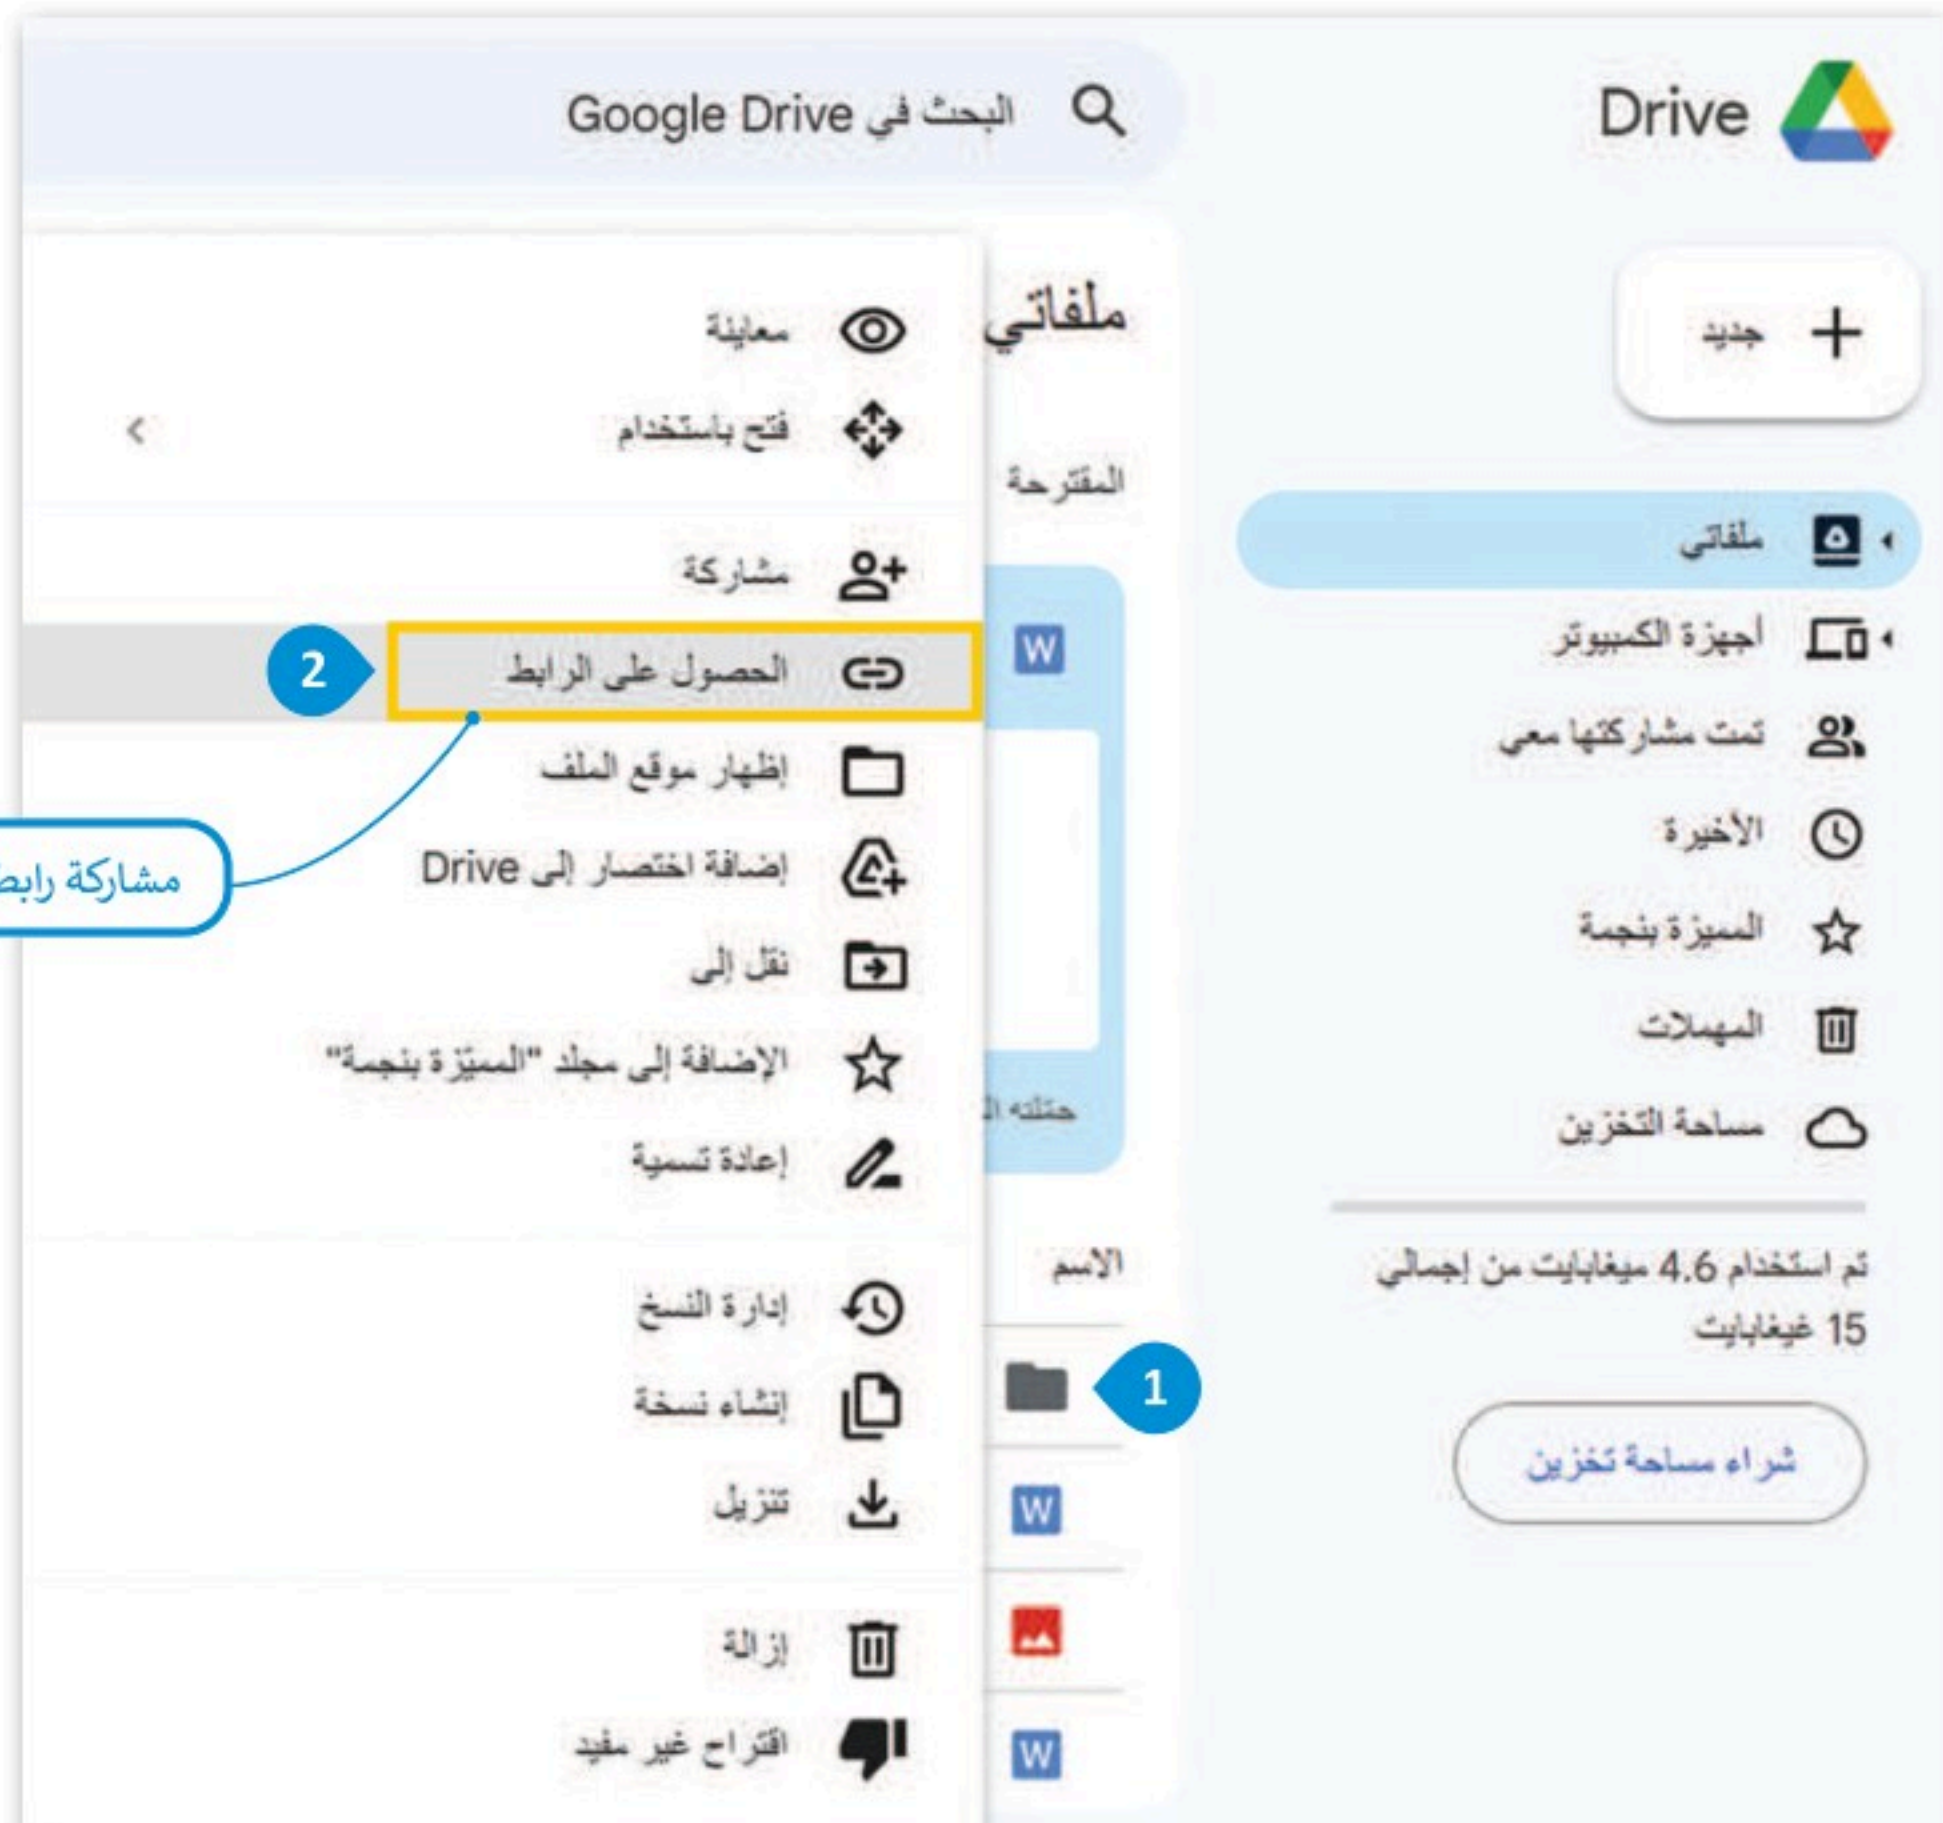 Drive
البحث في Google Drive
جديد
ملفاتي
أجهزة الكمبيوتر
تمت مشاركتها معي
الأخيرة
المميزة بنجمة
المهملات
مساحة التخزين
تم استخدام 4.6 ميغابايت من إجمالي
15 غيغابايت
شراء مساحة تخزين
ملفاتي
المقترحة
W
حمّلته
الاسم
1
W
W
معاينة
فتح باستخدام
مشاركة
الحصول على الرابط
2
إظهار موقع الملف
إضافة اختصار إلى Drive
نقل إلى
الإضافة إلى مجلد "المميّزة بنجمة"
إعادة تسمية
إدارة النسخ
إنشاء نسخة
تنزيل
إزالة
اقتراح غير مفيد
مشاركة